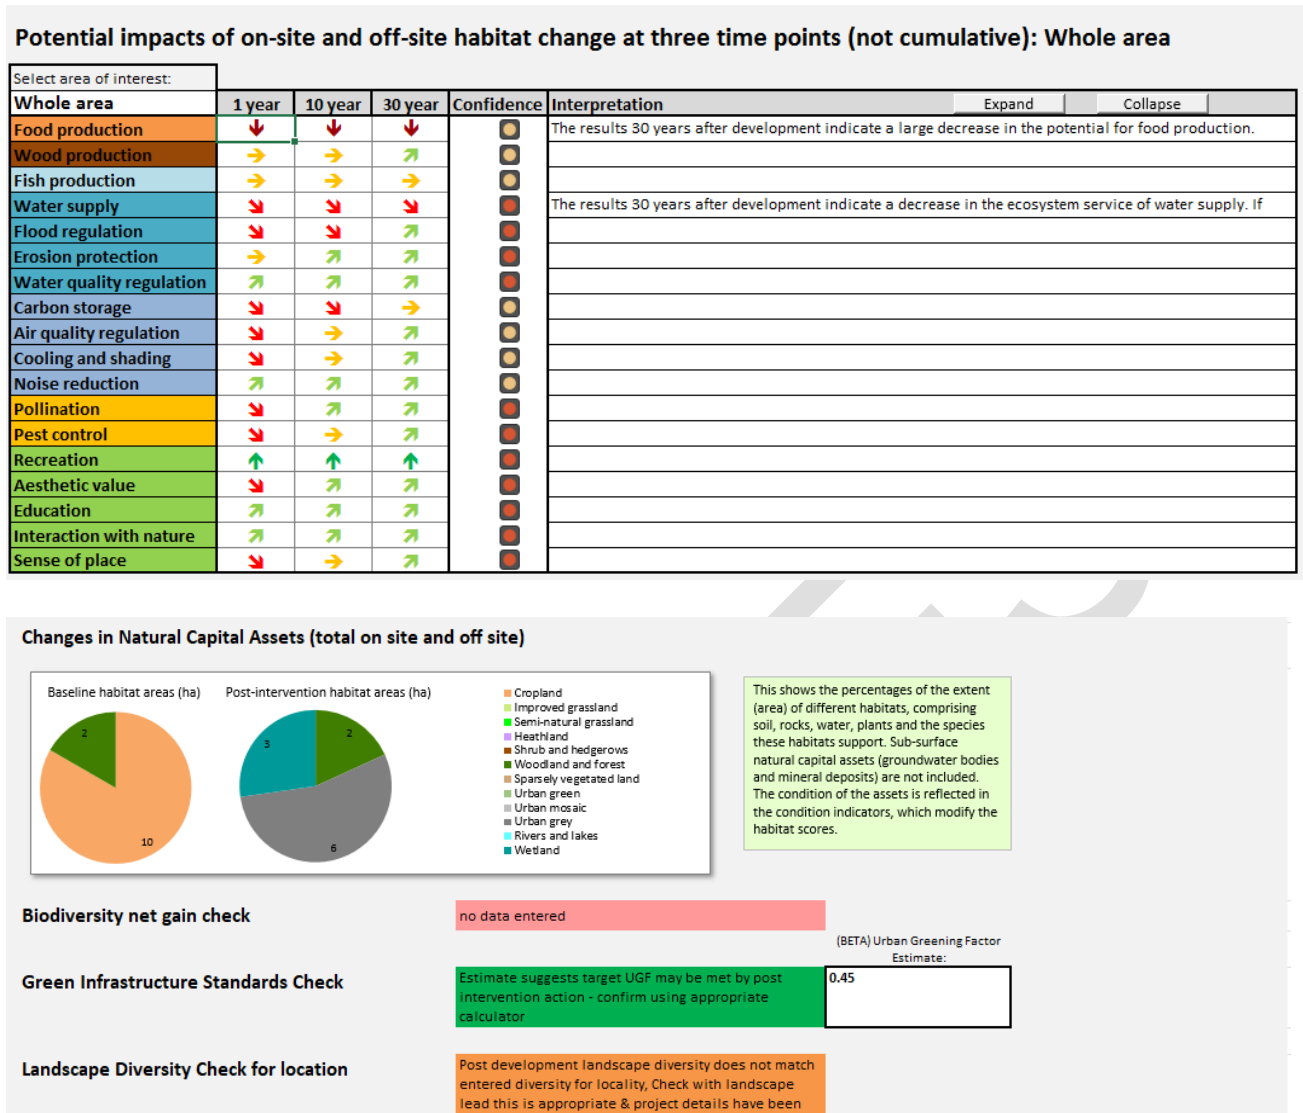 Potential impacts of on-site and off-site habitat change at three time points (not cumulative): Whole area
Select area of interest:
Whole area 1 year 10 year 30 year Confidence Interpretation Expand Collapse
Food production The results 30 years after development indicate a large decrease in the potential for food production.
Wood production
Fish production
Water supply The results 30 years after development indicate a decrease in the ecosystem service of water supply. If
Flood regulation
Erosion protection
Water quality regulation
Carbon storage
Air quality regulation
Cooling and shading
Noise reduction
Pollination
Pest control
Recreation
Aesthetic value
Education
Interaction with nature
Sense of place
Changes in Natural Capital Assets (total on site and off site)
Baseline habitat areas (ha)
2
10
Post-intervention habitat areas (ha)
3
2
6
Cropland
Improved grassland
Semi-natural grassland
Heathland
Shrub and hedgerows
Woodland and forest
Sparsely vegetated land
Urban green
Urban mosaic
Urban grey
Rivers and lakes
Wetland
This shows the percentages of the extent
(area) of different habitats, comprising
soil, rocks, water, plants and the species
these habitats support. Sub-surface
natural capital assets (groundwater bodies
and mineral deposits) are not included.
The condition of the assets is reflected in
the condition indicators, which modify the
habitat scores.
Biodiversity net gain check
no data entered
(BETA) Urban Greening Factor
Estimate:
Green Infrastructure Standards Check
Estimate suggests target UGF may be met by post
intervention action - confirm using appropriate
calculator
0.45
Landscape Diversity Check for location
Post development landscape diversity does not match
entered diversity for locality, Check with landscape
lead this is appropriate & project details have been